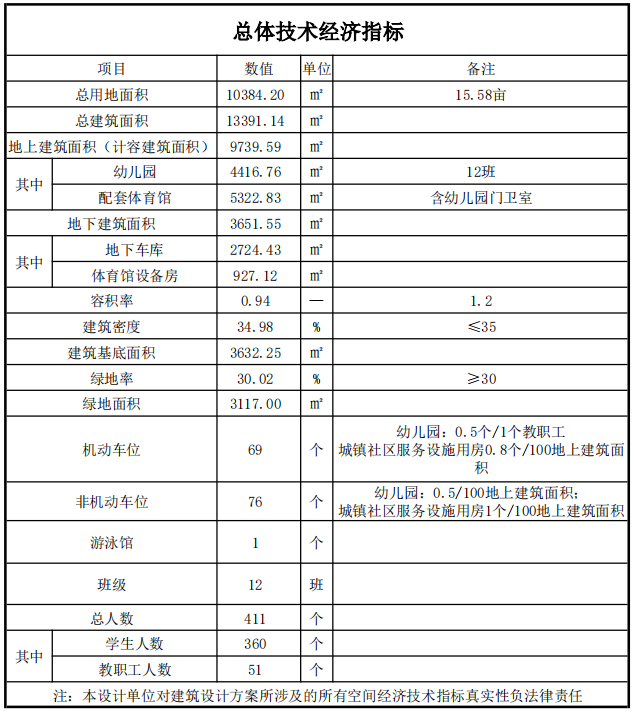 总体技术经济指标
项目 数值 单位 备注
总用地面积 10384.20 ㎡ 15.58亩
总建筑面积 13391.14 ㎡
地上建筑面积（计容建筑面积） 9739.59 ㎡
其中 幼儿园 4416.76 ㎡ 12班
配套体育馆 5322.83 ㎡ 含幼儿园门卫室
地下建筑面积 3651.55 ㎡
其中 地下车库 2724.43 ㎡
体育馆设备房 927.12 ㎡
容积率 0.94 — 1.2
建筑密度 34.98 % ≤35
建筑基底面积 3632.25 ㎡
绿地率 30.02 % ≥30
绿地面积 3117.00 ㎡
机动车位 69 个 幼儿园：0.5个/1个教职工
城镇社区服务设施用房0.8个/100地上建筑面
积
非机动车位 76 个 幼儿园：0.5/100地上建筑面积；
城镇社区服务设施用房1个/100地上建筑面积
游泳馆 1 个
班级 12 班
总人数 411 个
其中 学生人数 360 个
教职工人数 51 个
注：本设计单位对建筑设计方案所涉及的所有空间经济技术指标真实性负法律责任